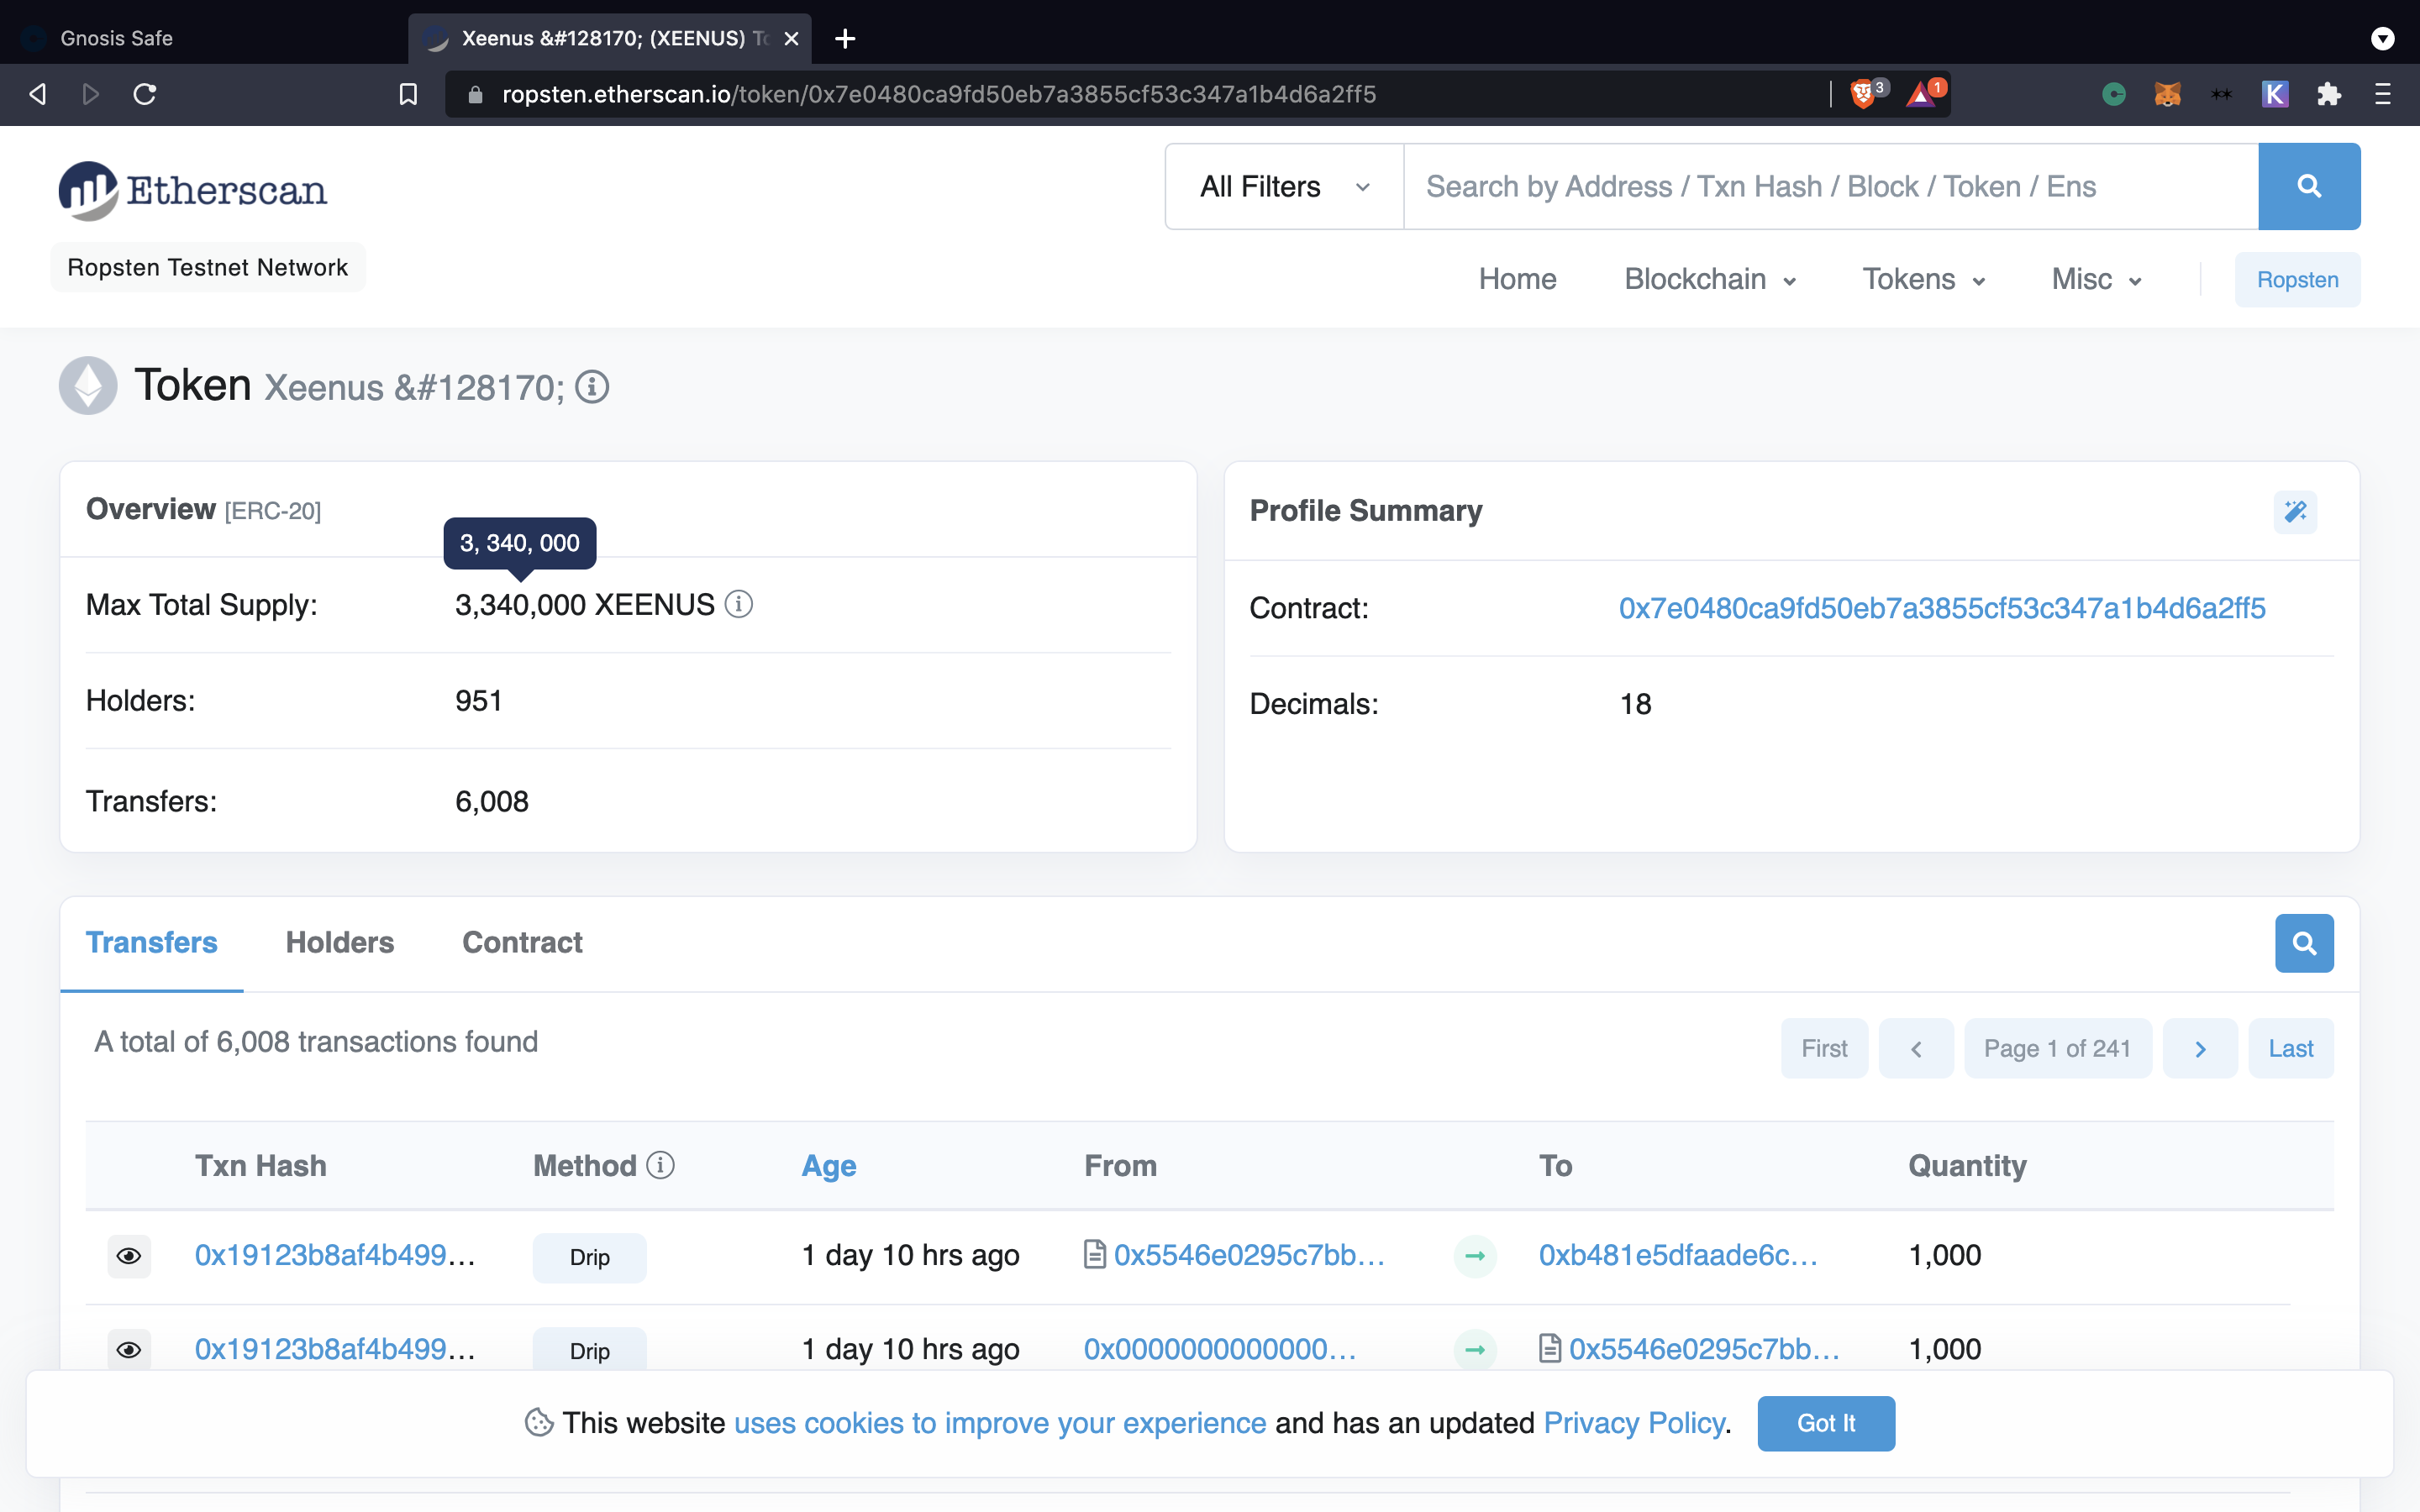 Gnosis Safe
Xeenus &#128170; (XEENUS) To
ropsten.etherscan.io/token/0x7e0480ca9fd50eb7a3855cf53c347a1b4d6a2ff5
3
1
K
Etherscan
All Filters
Search by Address / Txn Hash / Block / Token / Ens
Ropsten Testnet Network
Home Blockchain Tokens Misc Ropsten
Token Xeenus &#128170;
Overview [ERC-20]
3, 340, 000
Max Total Supply: 3,340,000 XEENUS
Holders: 951
Transfers: 6,008
Profile Summary
Contract: 0x7e0480ca9fd50eb7a3855cf53c347a1b4d6a2ff5
Decimals: 18
Transfers Holders Contract
A total of 6,008 transactions found
First Page 1 of 241 Last
Txn Hash Method Age From To Quantity
0x19123b8af4b499... Drip 1 day 10 hrs ago 0x5546e0295c7bb... 0xb481e5dfaade6c... 1,000
0x19123b8af4b499... Drip 1 day 10 hrs ago 0x0000000000000... 0x5546e0295c7bb... 1,000
This website uses cookies to improve your experience and has an updated Privacy Policy. Got It